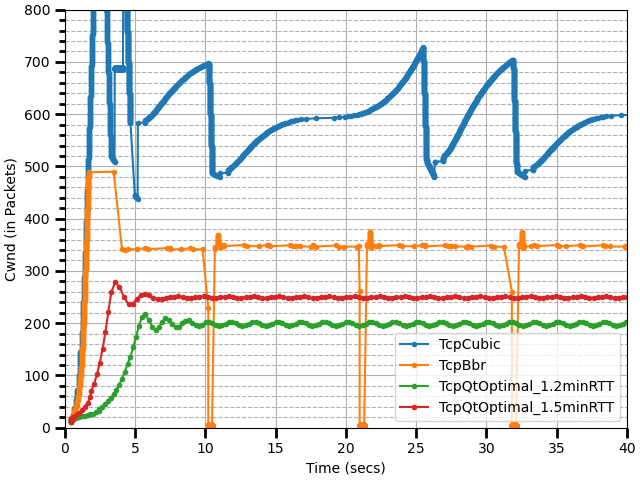 800
700
600
500
400
300
200
100
0
Cwnd (in Packets)
0 5 10 15 20 25 30 35 40
Time (secs)
TcpCubic
TcpBbr
TcpQtOptimal_1.2minRTT
TcpQtOptimal_1.5minRTT